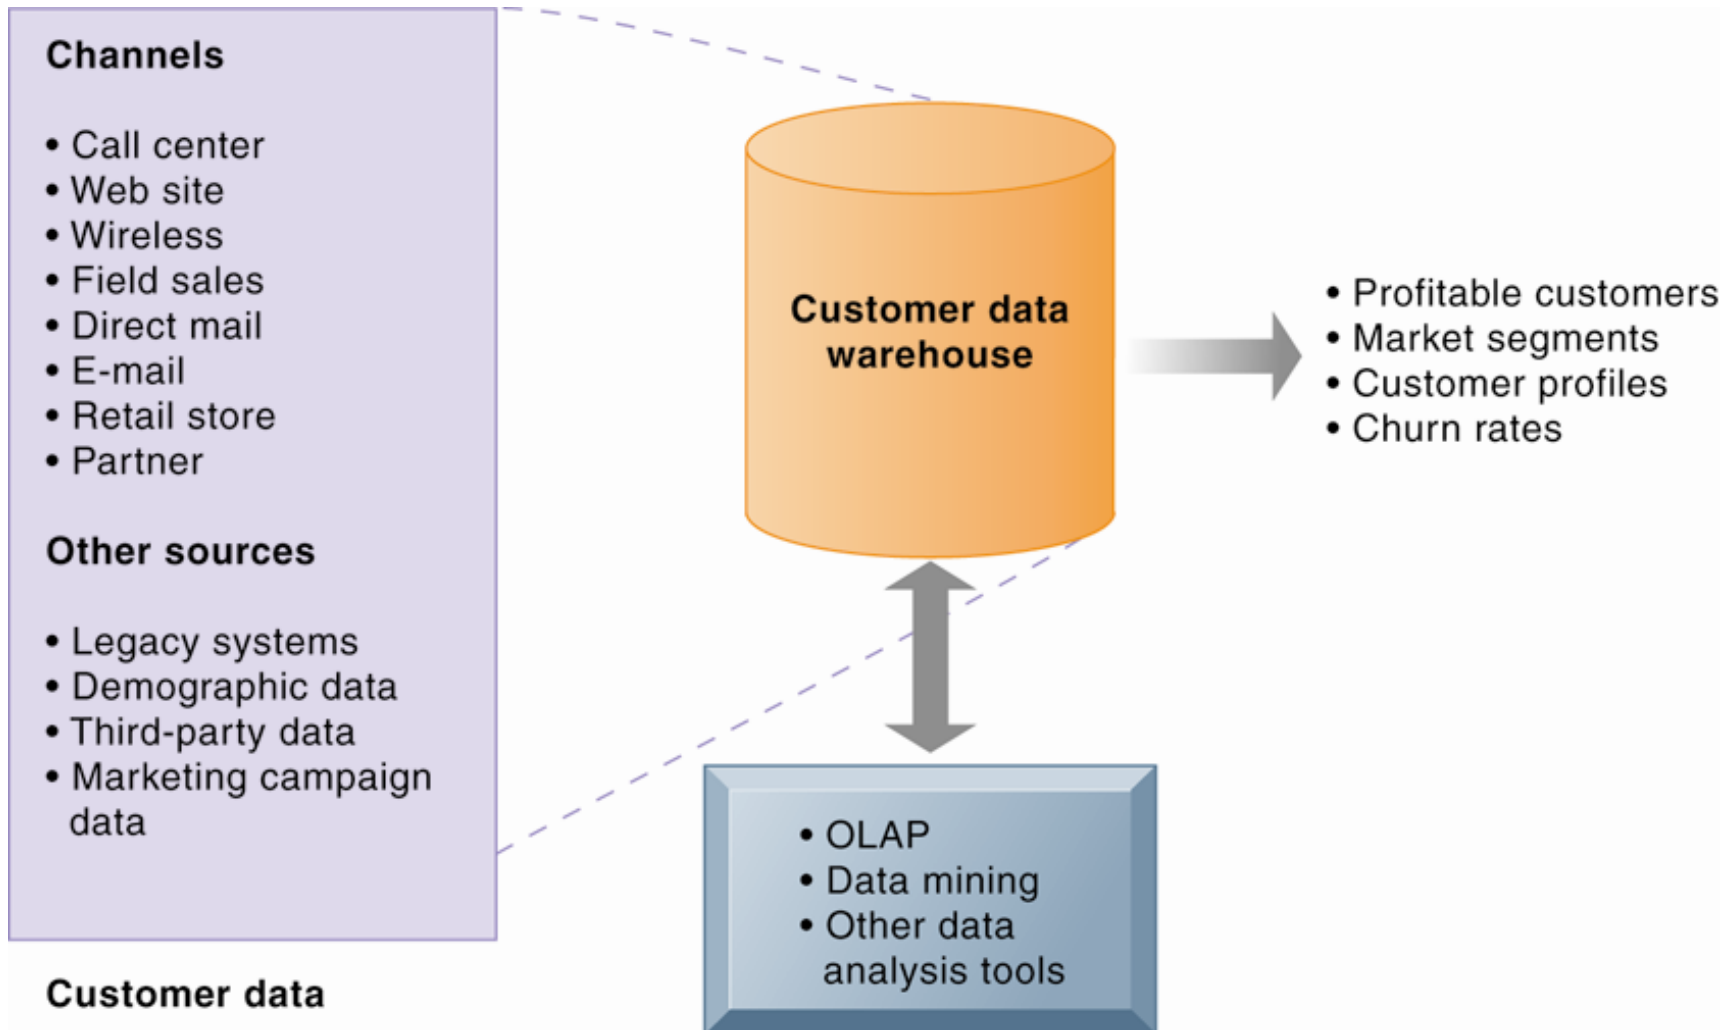 Channels
• Call center
• Web site
• Wireless
• Field sales
• Direct mail
• E-mail
• Retail store
• Partner
Other sources
• Legacy systems
• Demographic data
• Third-party data
• Marketing campaign
data
Customer data
Customer data
warehouse
• Profitable customers
• Market segments
• Customer profiles
• Churn rates
• OLAP
• Data mining
• Other data
analysis tools